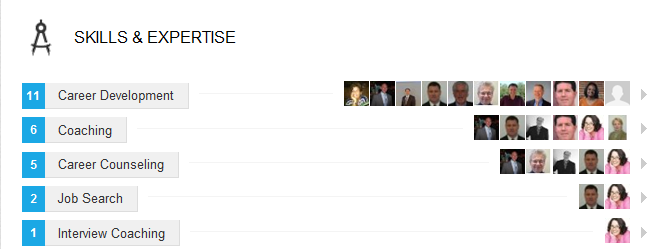 SKILLS & EXPERTISE
11 Career Development
6 Coaching
5 Career Counseling
2 Job Search
1 Interview Coaching